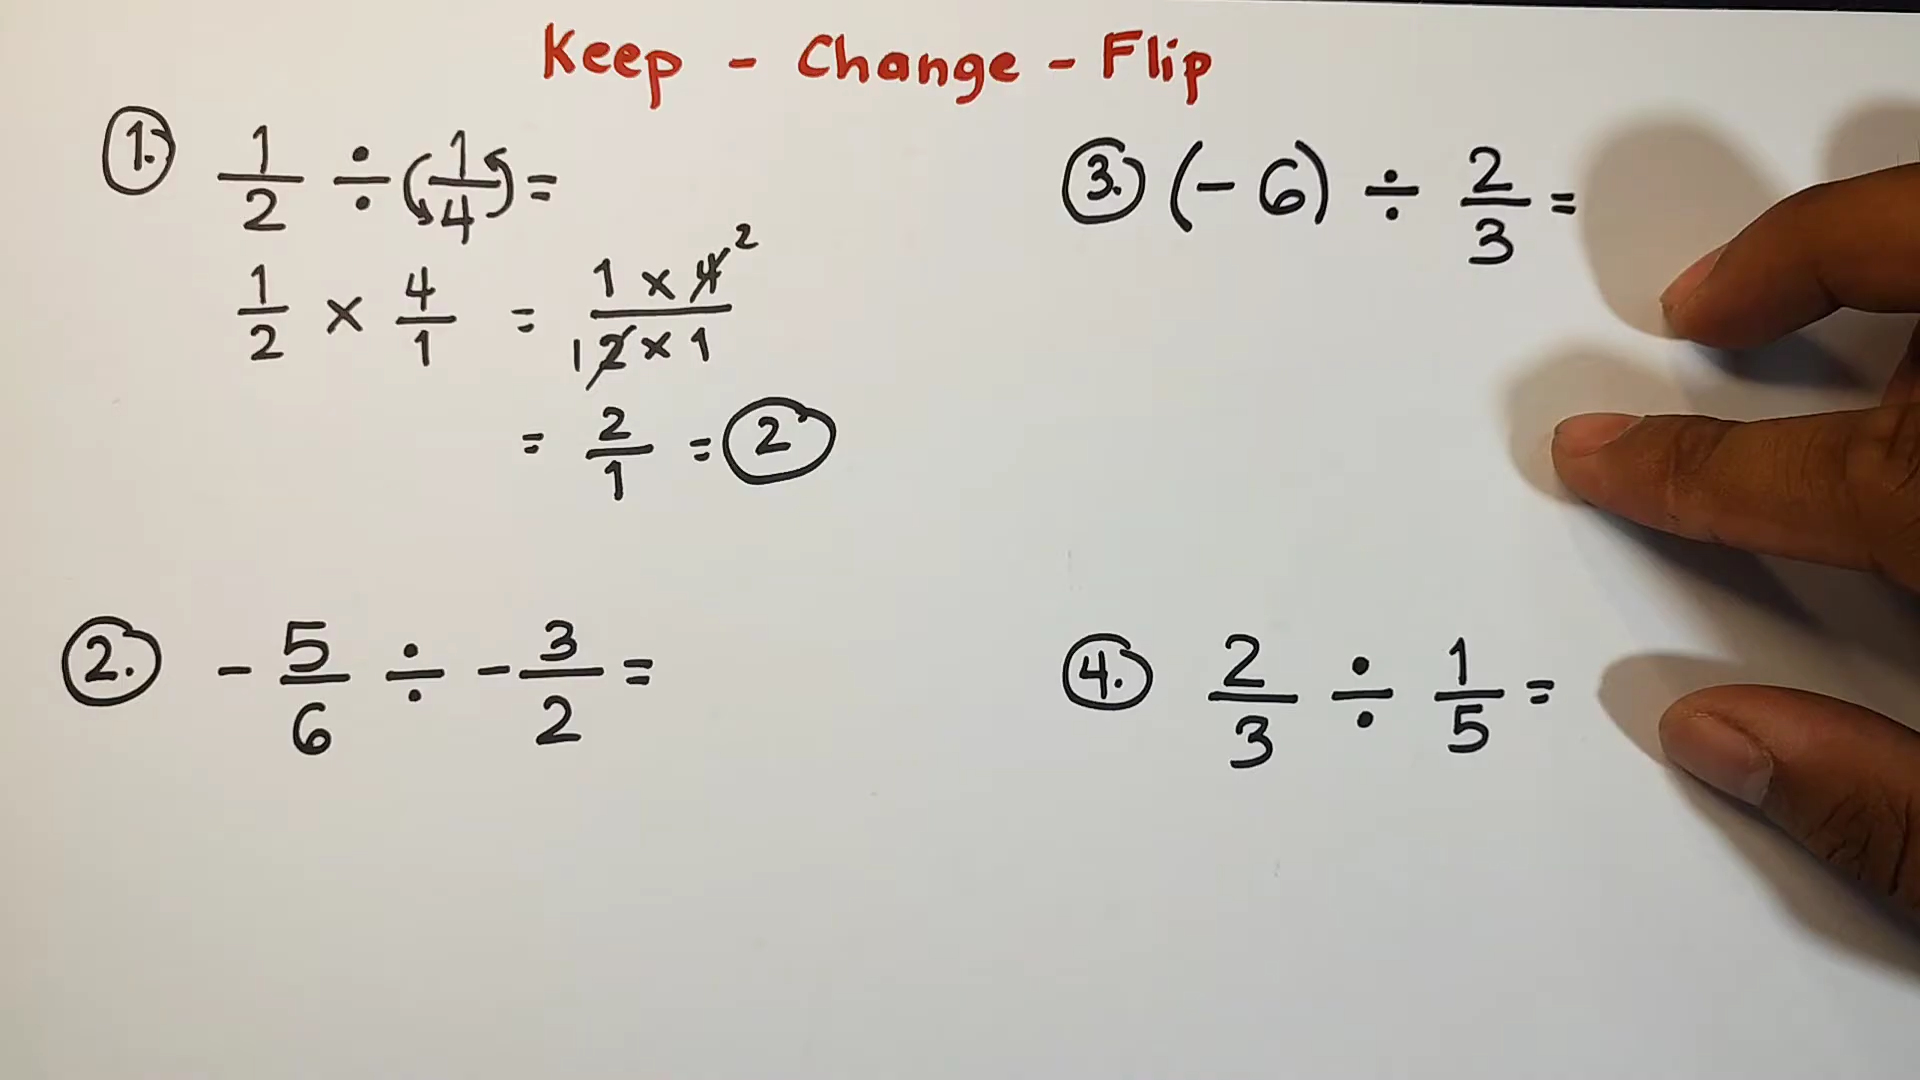 Keep - Change - Flip
1. 1/2 ÷ (1/4) =
1/2 × 4/1 = 1 × 4 2 / 1 2 × 1
= 2/1 = 2
2. - 5/6 ÷ - 3/2 =
3. (- 6) ÷ 2/3 =
4. 2/3 ÷ 1/5 =